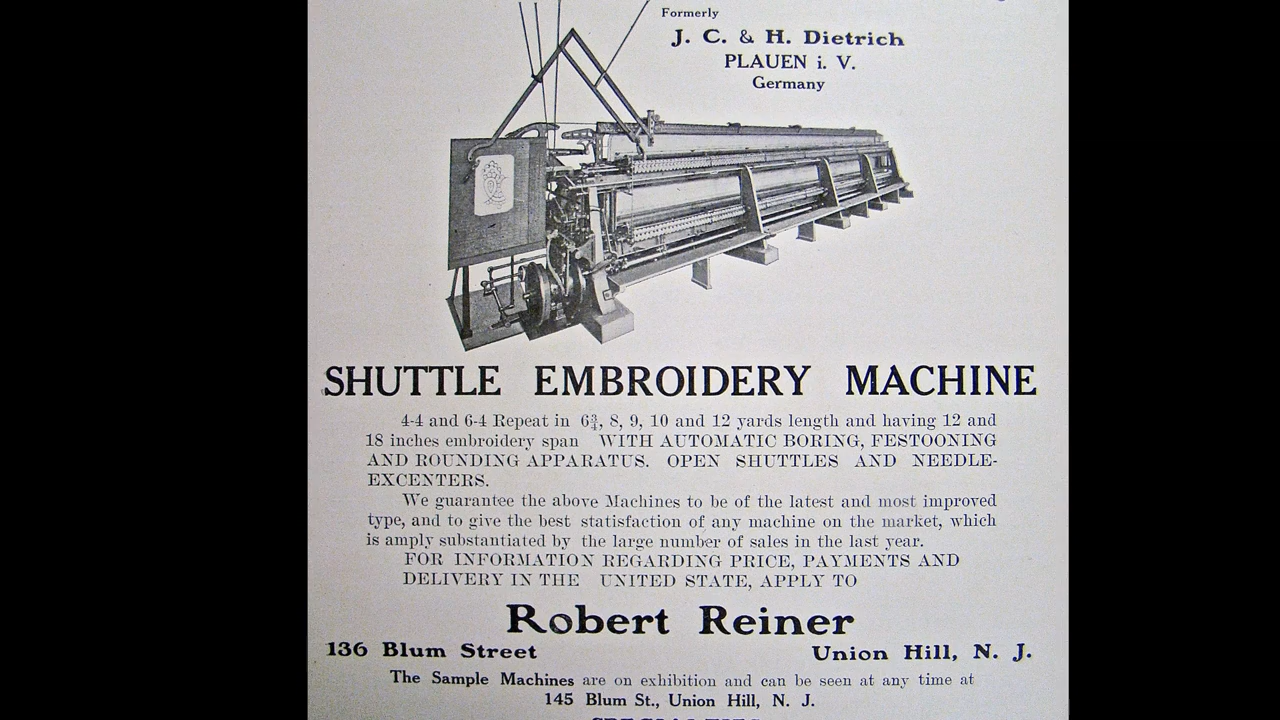 Formerly
J. C. & H. Dietrich
PLAUEN i. V.
Germany
SHUTTLE EMBROIDERY MACHINE
4-4 and 6-4 Repeat in 6¾, 8, 9, 10 and 12 yards length and having 12 and
18 inches embroidery span WITH AUTOMATIC BORING, FESTOONING
AND ROUNDING APPARATUS. OPEN SHUTTLES AND NEEDLE-
EXCENTERS.
We guarantee the above Machines to be of the latest and most improved
type, and to give the best statisfaction of any machine on the market, which
is amply substantiated by the large number of sales in the last year.
FOR INFORMATION REGARDING PRICE, PAYMENTS AND
DELIVERY IN THE UNITED STATE, APPLY TO
Robert Reiner
136 Blum Street Union Hill, N. J.
The Sample Machines are on exhibition and can be seen at any time at
145 Blum St., Union Hill, N. J.